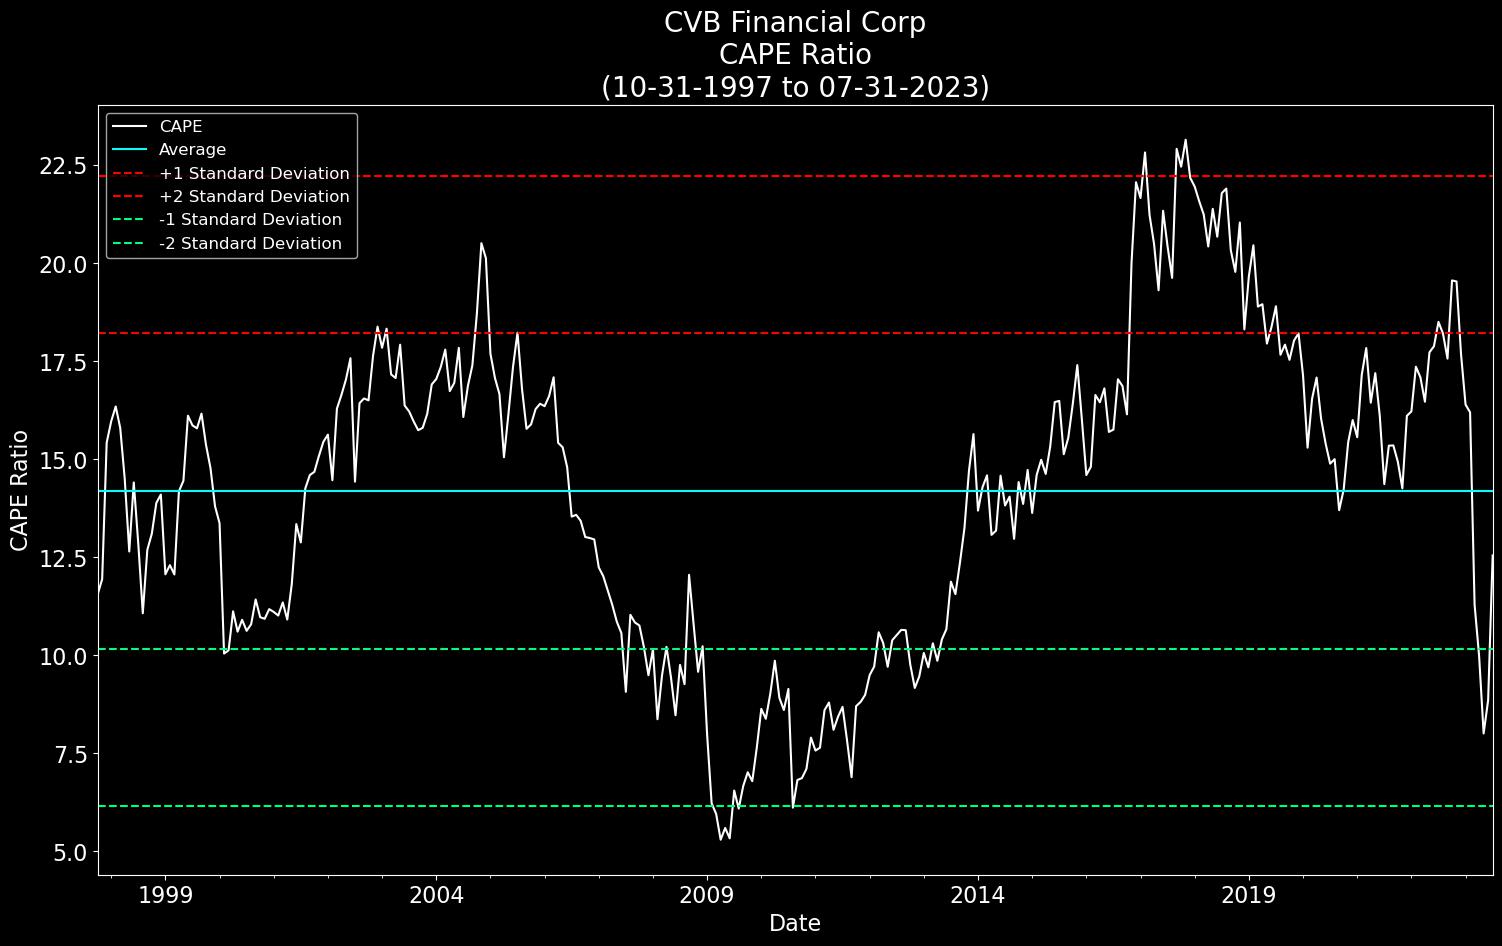 CVB Financial Corp
CAPE Ratio
(10-31-1997 to 07-31-2023)
CAPE
Average
+1 Standard Deviation
+2 Standard Deviation
-1 Standard Deviation
-2 Standard Deviation
22.5
20.0
17.5
15.0
12.5
10.0
7.5
5.0
CAPE Ratio
1999
2004
2009
2014
2019
Date